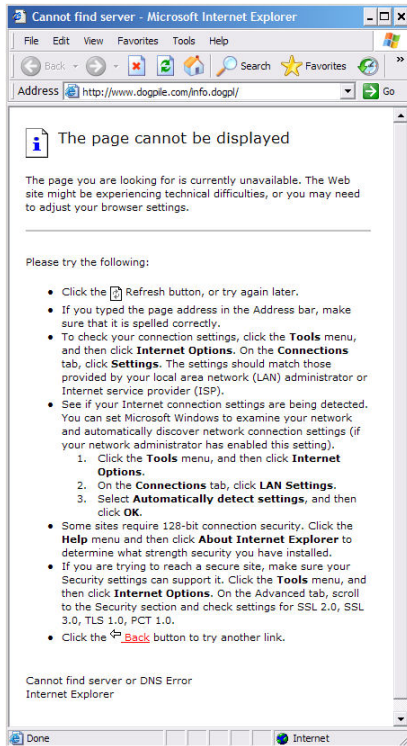 Cannot find server - Microsoft Internet Explorer
File Edit View Favorites Tools Help
Back Search Favorites »
Address http://www.dogpile.com/info.dogpl/ Go
The page cannot be displayed
The page you are looking for is currently unavailable. The Web
site might be experiencing technical difficulties, or you may need
to adjust your browser settings.
Please try the following:
• Click the Refresh button, or try again later.
• If you typed the page address in the Address bar, make
sure that it is spelled correctly.
• To check your connection settings, click the Tools menu,
and then click Internet Options. On the Connections
tab, click Settings. The settings should match those
provided by your local area network (LAN) administrator or
Internet service provider (ISP).
• See if your Internet connection settings are being detected.
You can set Microsoft Windows to examine your network
and automatically discover network connection settings (if
your network administrator has enabled this setting).
1. Click the Tools menu, and then click Internet
Options.
2. On the Connections tab, click LAN Settings.
3. Select Automatically detect settings, and then
click OK.
• Some sites require 128-bit connection security. Click the
Help menu and then click About Internet Explorer to
determine what strength security you have installed.
• If you are trying to reach a secure site, make sure your
Security settings can support it. Click the Tools menu, and
then click Internet Options. On the Advanced tab, scroll
to the Security section and check settings for SSL 2.0, SSL
3.0, TLS 1.0, PCT 1.0.
• Click the Back button to try another link.
Cannot find server or DNS Error
Internet Explorer
Done Internet